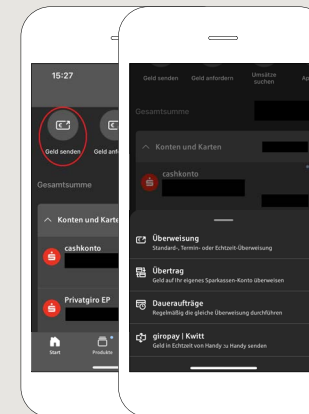 15:27
Geld senden
Geld anf
Gesamtsumme
Konten und Karte
cashkonto
Privatgiro EP
Start
Produkte
Geld senden
Geld anfordern
Umsätze suchen
Ap
Gesamtsumme
Konten und Karten
cashkonto
Überweisung
Standard-, Termin- oder Echtzeit-Überweisung
Übertrag
Geld auf Ihr eigenes Sparkassen-Konto überweisen
Daueraufträge
Regelmäßig die gleiche Überweisung durchführen
giropay | Kwitt
Geld in Echtzeit von Handy zu Handy senden